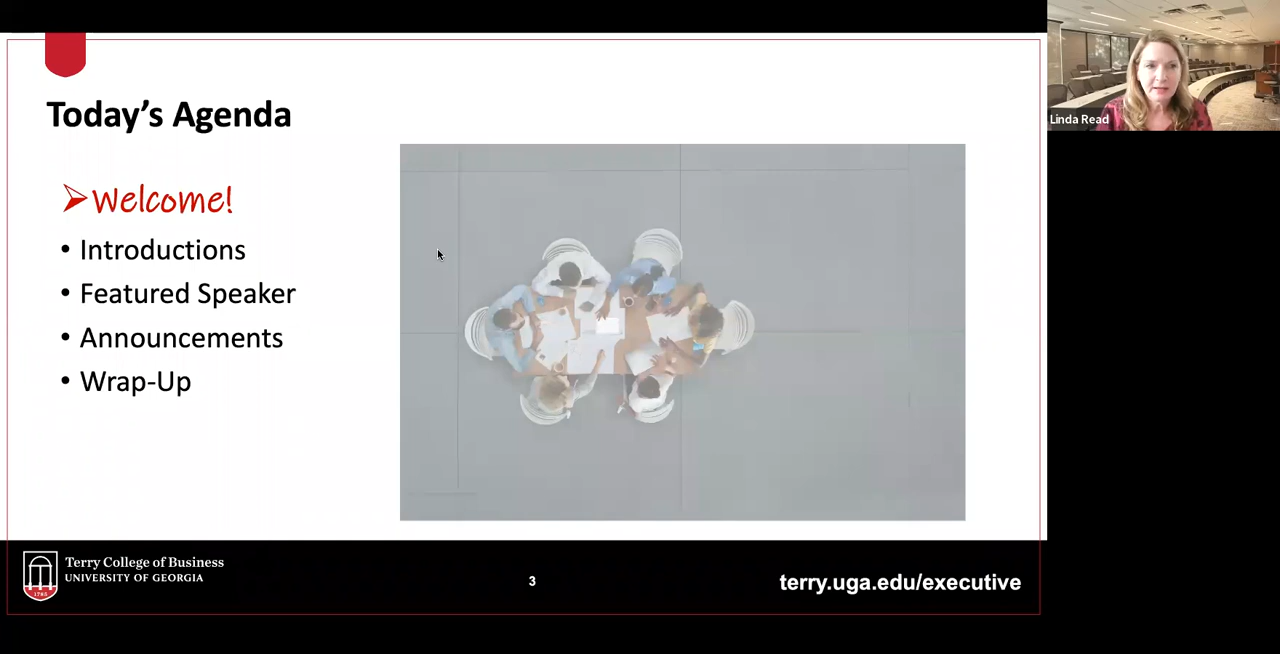 Today's Agenda
Welcome!
• Introductions
• Featured Speaker
• Announcements
• Wrap-Up
Linda Read
Terry College of Business
UNIVERSITY OF GEORGIA
1785
3
terry.uga.edu/executive